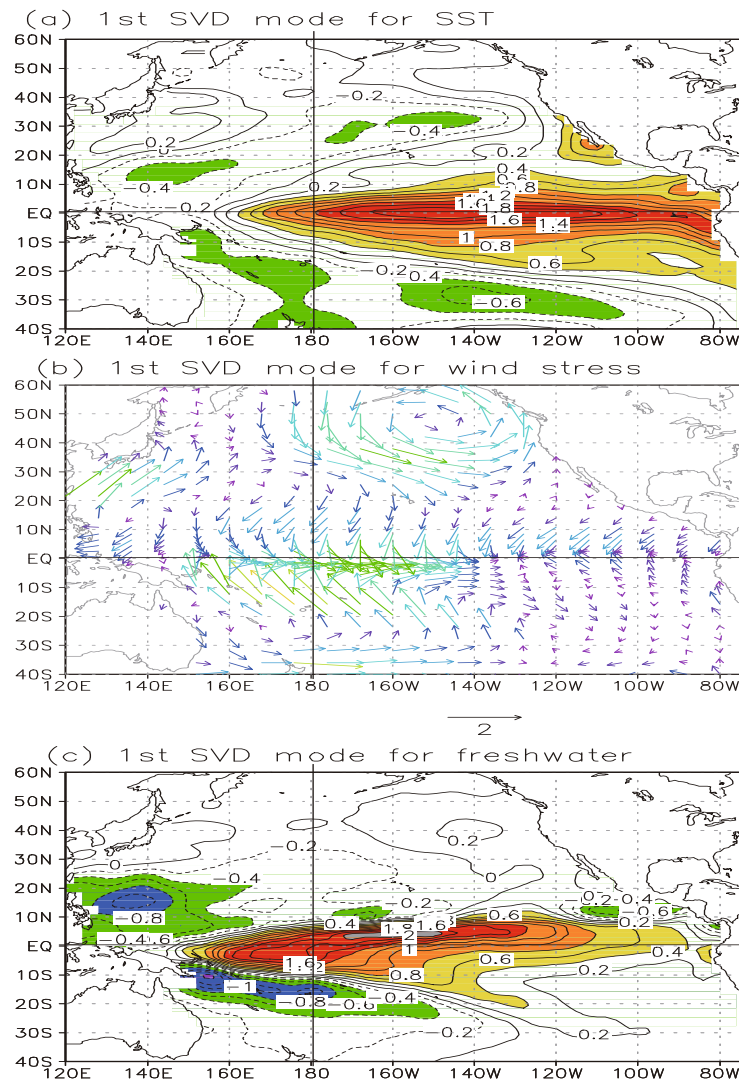 (a) 1st SVD mode for SST
60N
50N
40N
30N
20N
10N
EQ
10S
20S
30S
40S
−0.2
0.2
−0.4
0.2
0.4
0.2
0.4
0.8
1.8
1.6
1.4
1
0.8
0.6
0.2
0.4
−0.6
120E 140E 160E 180 160W 140W 120W 100W 80W
(b) 1st SVD mode for wind stress
60N
50N
40N
30N
20N
10N
EQ
10S
20S
30S
40S
120E 140E 160E 180 160W 140W 120W 100W 80W
2
(c) 1st SVD mode for freshwater
60N
50N
40N
30N
20N
10N
EQ
10S
20S
30S
40S
−0.2
0.2
0
−0.4
0
−0.8
−0.2
0.4
1.6
0.6
0.2
0.4
0.6
0.2
1
1.6
0.8
0.6
0.4
0.2
−1
−0.8
−0.4
−0.2
0.2
120E 140E 160E 180 160W 140W 120W 100W 80W